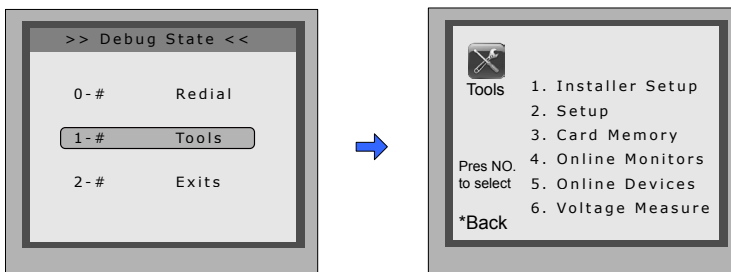 >> Debug State <<
0-# Redial
1-# Tools
2-# Exits
Tools
1. Installer Setup
2. Setup
3. Card Memory
4. Online Monitors
5. Online Devices
6. Voltage Measure
Pres NO.
to select
*Back